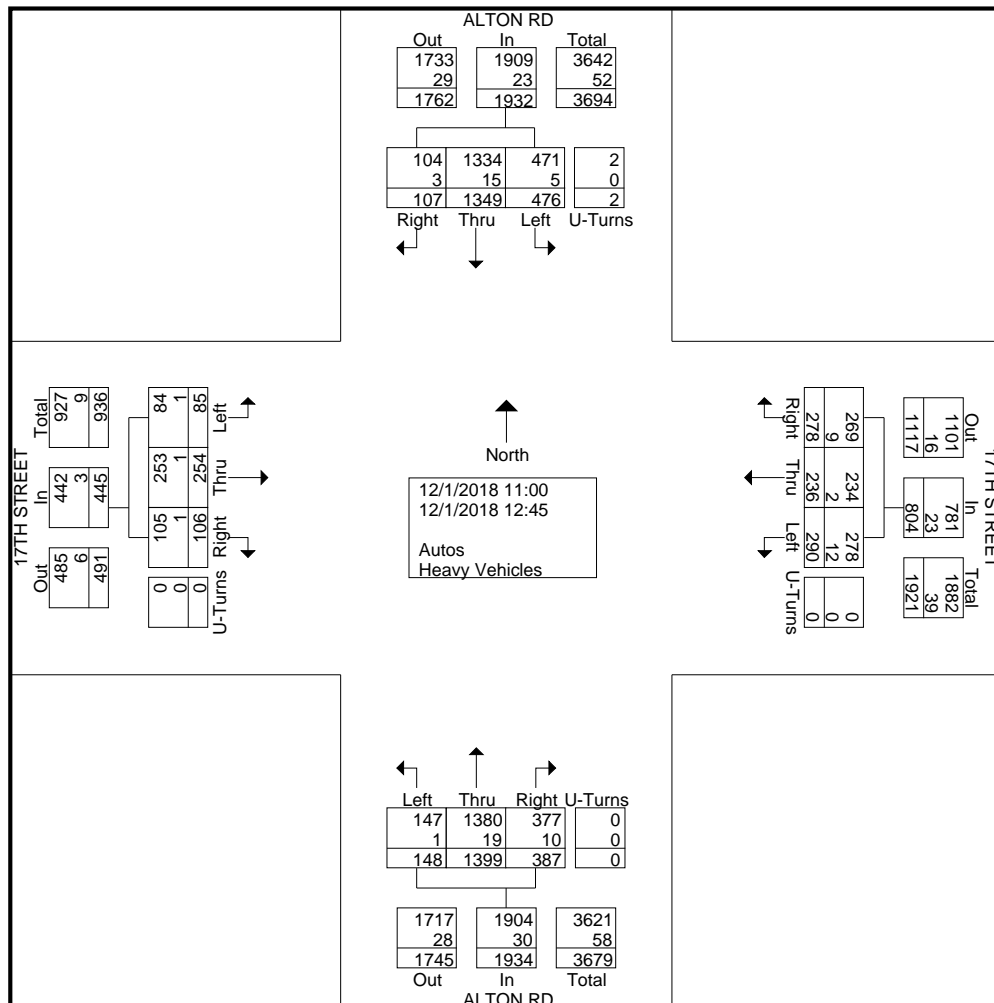 ALTON RD
Out In Total
1733 1909 3642
29 23 52
1762 1932 3694
104 1334 471 2
3 15 5 0
107 1349 476 2
Right Thru Left U-Turns
17TH STREET
Total In Out
927 9 936
442 3 445
485 6 491
84 1 85
253 1 254
105 1 106
0 0 0
Left Thru Right U-Turns
North
12/1/2018 11:00
12/1/2018 12:45
Autos
Heavy Vehicles
Right Thru Left U-Turns
269 9 278
234 2 236
278 12 290
0 0 0
Out In Total
1101 16 1117
781 23 804
1882 39 1921
17TH STREET
Left Thru Right U-Turns
147 1380 377 0
1 19 10 0
148 1399 387 0
1717 1904 3621
28 30 58
1745 1934 3679
Out In Total
ALTON RD